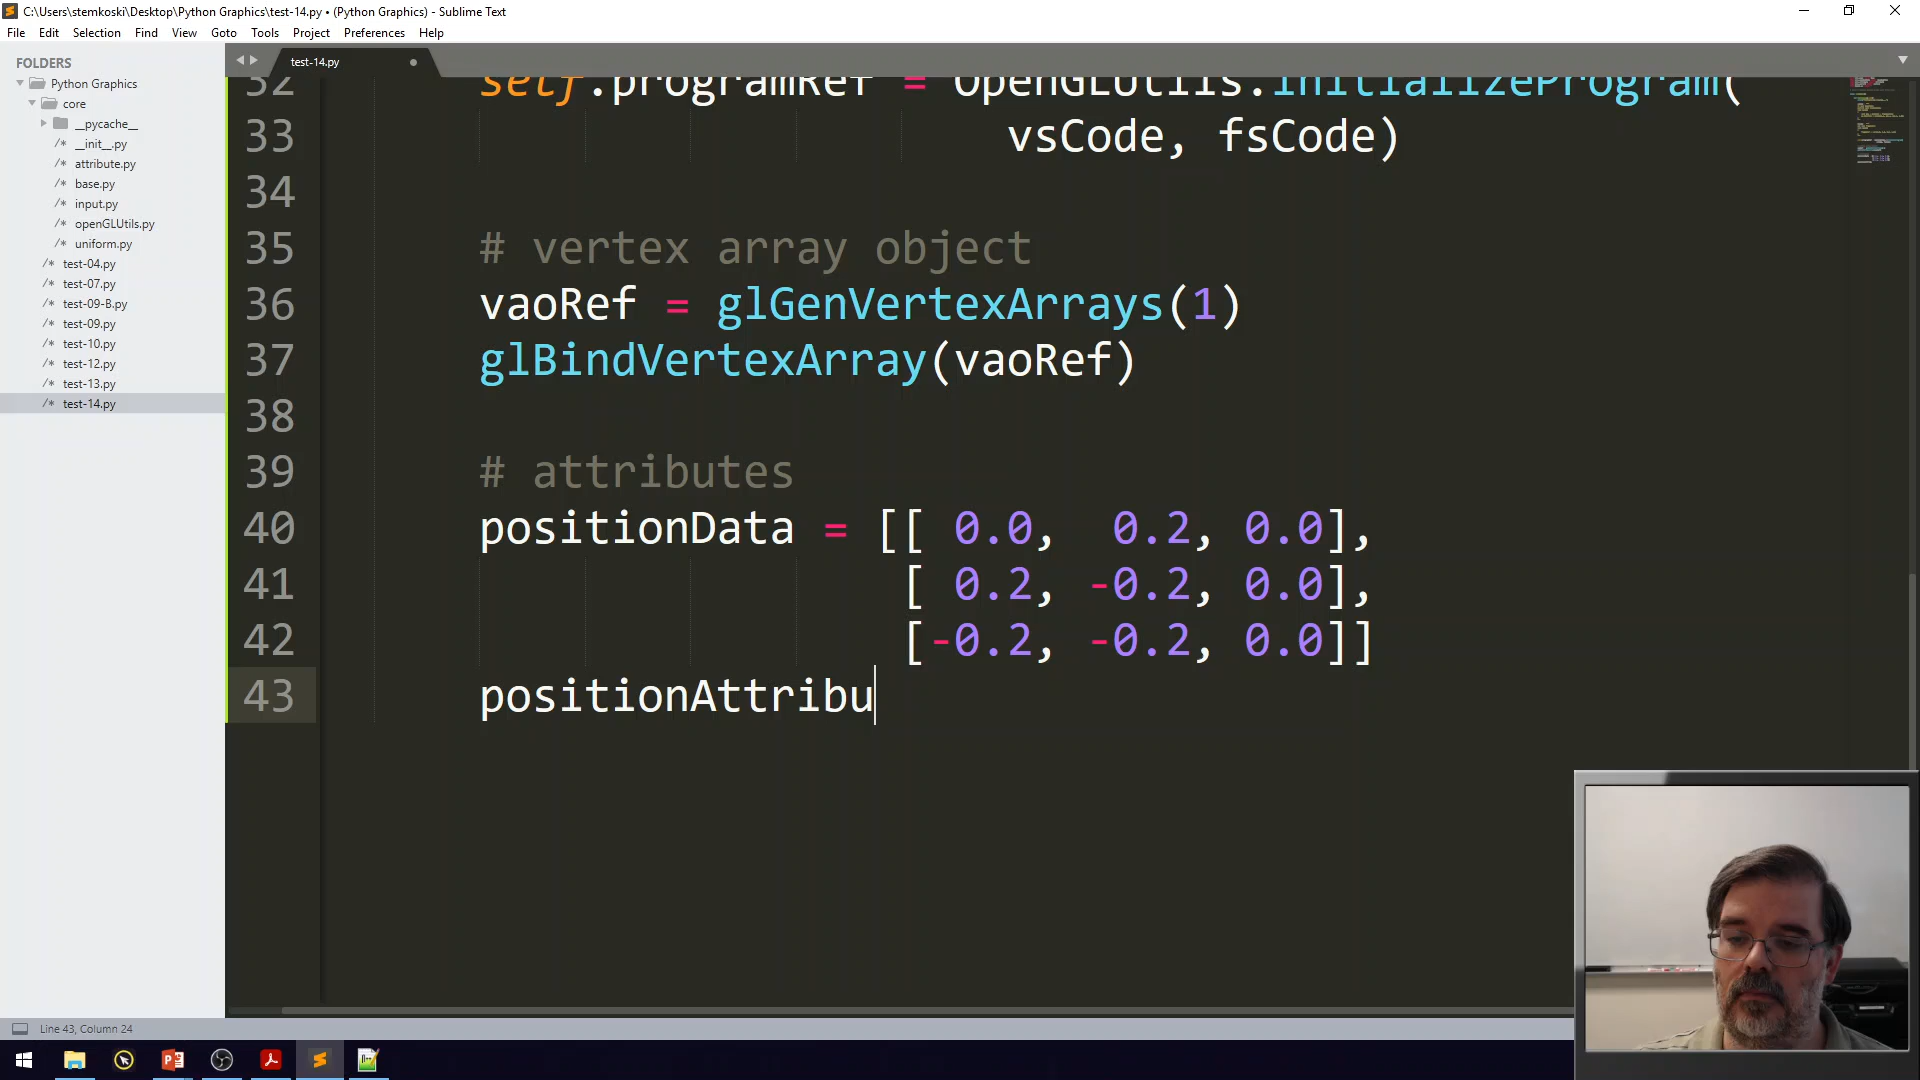 C:\Users\stemkoski\Desktop\Python Graphics\test-14.py • (Python Graphics) - Sublime Text
File Edit Selection Find View Goto Tools Project Preferences Help
FOLDERS
Python Graphics
core
__pycache__
/* __init__.py
/* attribute.py
/* base.py
/* input.py
/* openGLUtils.py
/* uniform.py
/* test-04.py
/* test-07.py
/* test-09-B.py
/* test-09.py
/* test-10.py
/* test-12.py
/* test-13.py
/* test-14.py
test-14.py
32 self.programRef = OpenGLUtils.initializeProgram(
33 vsCode, fsCode)
34
35 # vertex array object
36 vaoRef = glGenVertexArrays(1)
37 glBindVertexArray(vaoRef)
38
39 # attributes
40 positionData = [[ 0.0,  0.2, 0.0],
41 [ 0.2, -0.2, 0.0],
42 [-0.2, -0.2, 0.0]]
43 positionAttribu
Line 43, Column 24